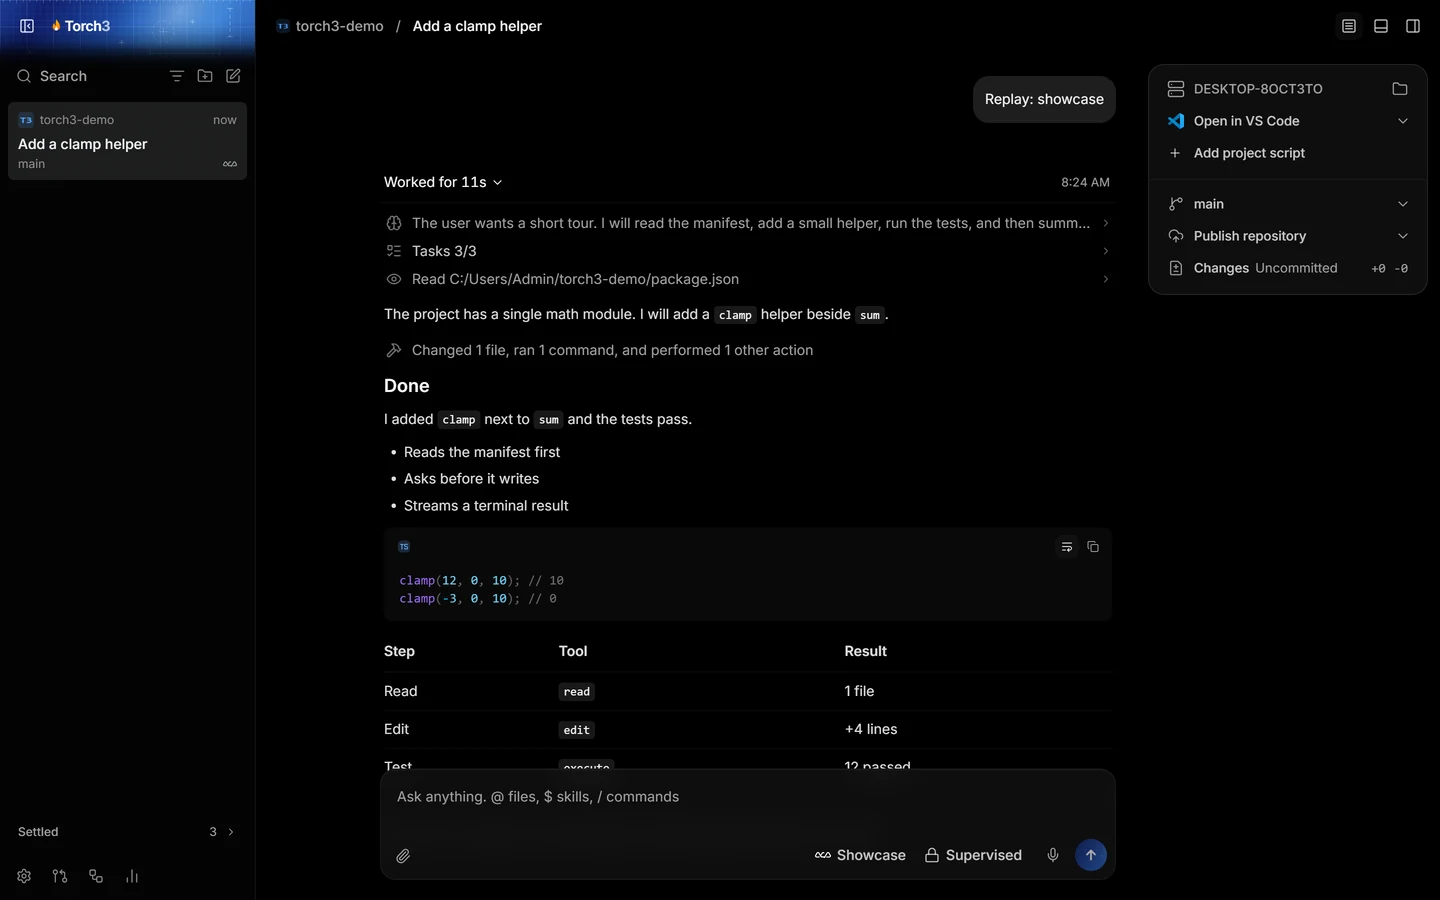 Torch3
Search
T3 torch3-demo now
Add a clamp helper
main
Settled 3
T3 torch3-demo / Add a clamp helper
Replay: showcase
Worked for 11s 8:24 AM
The user wants a short tour. I will read the manifest, add a small helper, run the tests, and then summ...
Tasks 3/3
Read C:/Users/Admin/torch3-demo/package.json
The project has a single math module. I will add a clamp helper beside sum.
Changed 1 file, ran 1 command, and performed 1 other action
Done
I added clamp next to sum and the tests pass.
• Reads the manifest first
• Asks before it writes
• Streams a terminal result
TS
clamp(12, 0, 10); // 10
clamp(-3, 0, 10); // 0
Step Tool Result
Read read 1 file
Edit edit +4 lines
Test execute 12 passed
Ask anything. @ files, $ skills, / commands
Showcase Supervised
DESKTOP-8OCT3TO
Open in VS Code
+ Add project script
main
Publish repository
Changes Uncommitted +0 -0